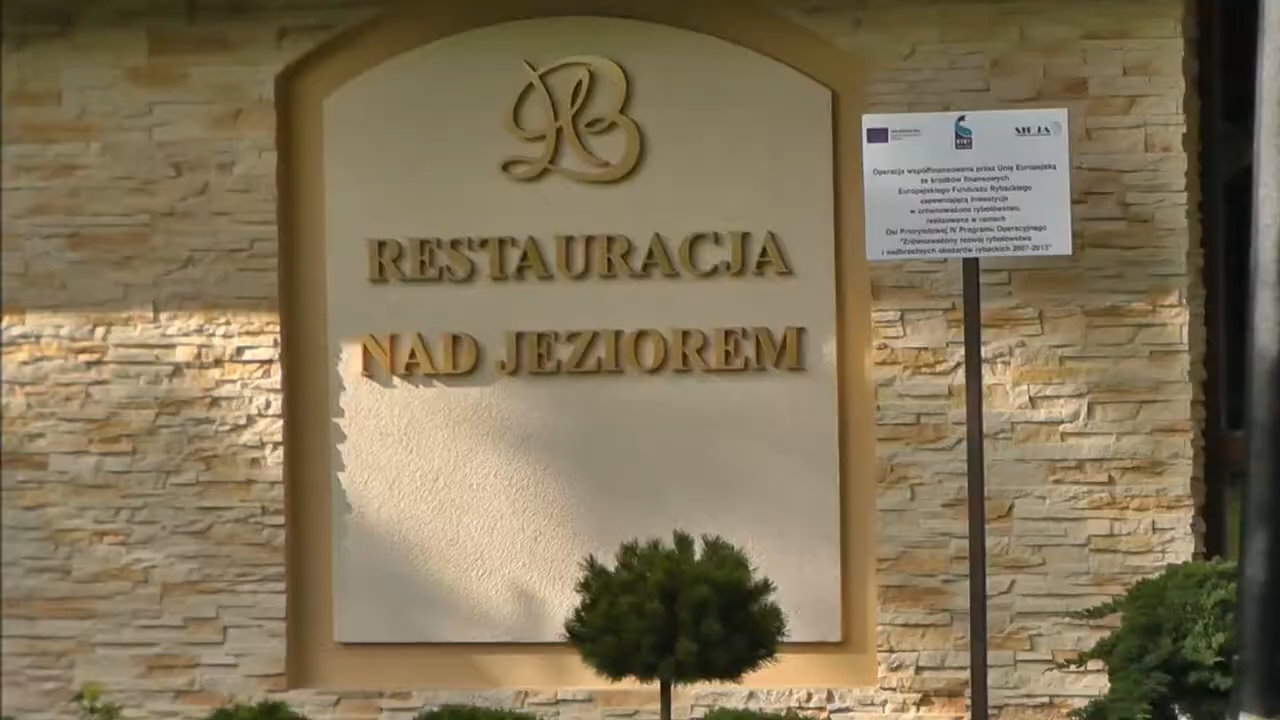 RESTAURACJA
NAD JEZIOREM
Operacja współfinansowana przez Unię Europejską
ze środków finansowych
Europejskiego Funduszu Rybackiego
zapewniającą inwestycje
w zrównoważone rybołówstwo,
realizowana w ramach
Osi Priorytetowej IV Programu Operacyjnego
"Zrównoważony rozwój rybołówstwa
i nadbrzeżnych obszarów rybackich 2007-2013"